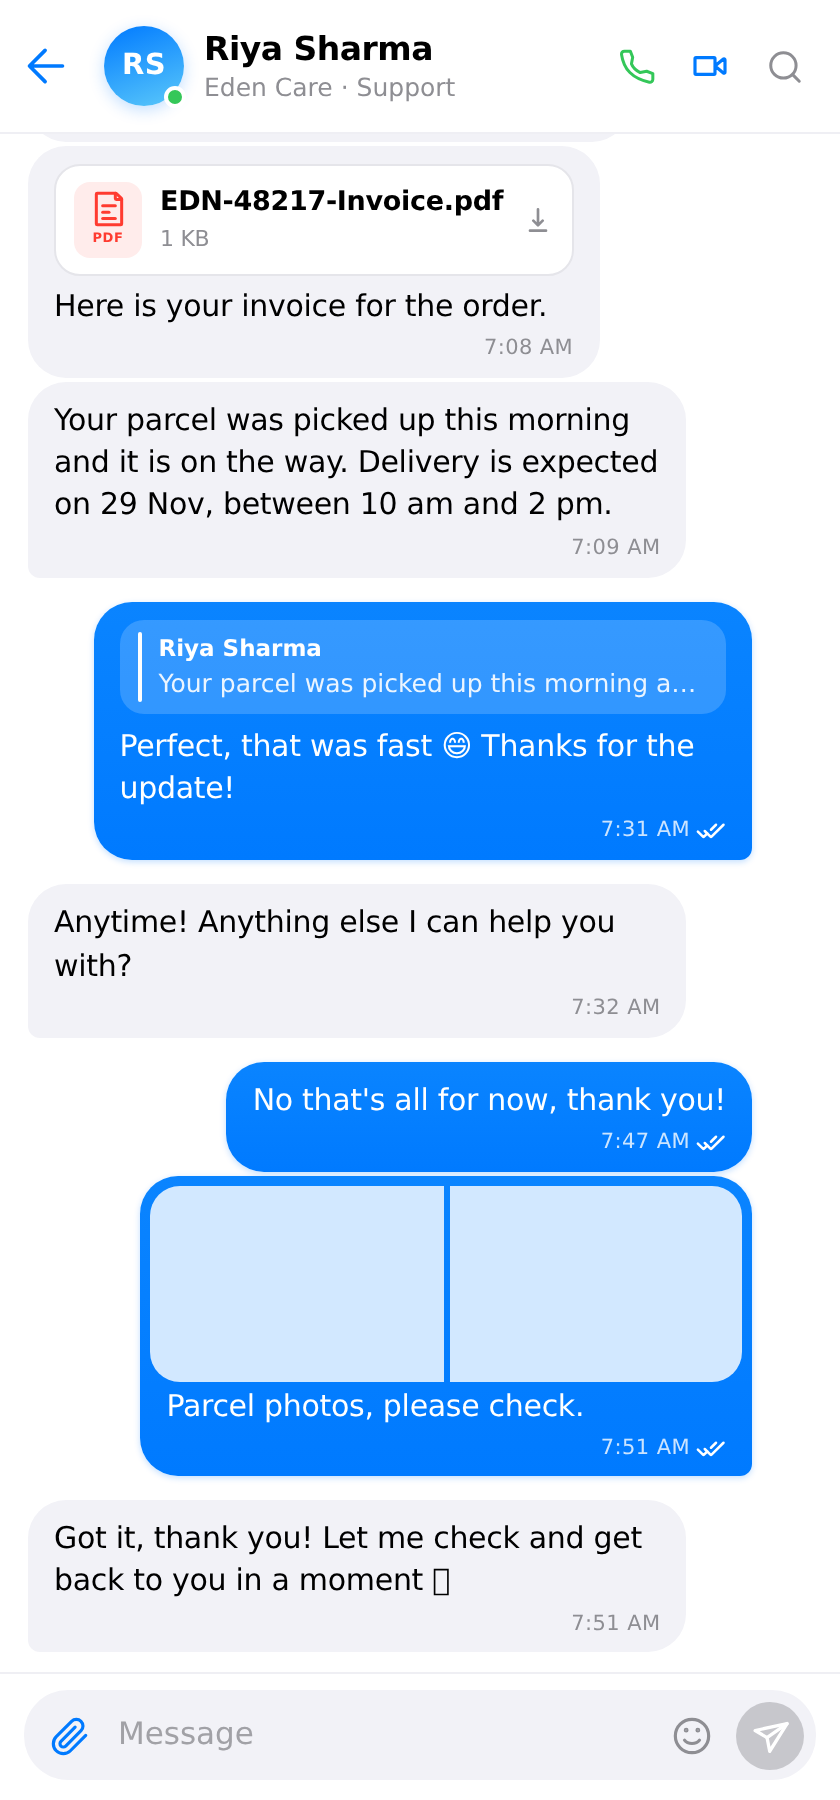 RS
Riya Sharma
Eden Care · Support
PDF
EDN-48217-Invoice.pdf
1 KB
Here is your invoice for the order.
7:08 AM
Your parcel was picked up this morning
and it is on the way. Delivery is expected
on 29 Nov, between 10 am and 2 pm.
7:09 AM
Riya Sharma
Your parcel was picked up this morning a…
Perfect, that was fast 😄 Thanks for the
update!
7:31 AM
Anytime! Anything else I can help you
with?
7:32 AM
No that's all for now, thank you!
7:47 AM
Parcel photos, please check.
7:51 AM
Got it, thank you! Let me check and get
back to you in a moment
7:51 AM
Message